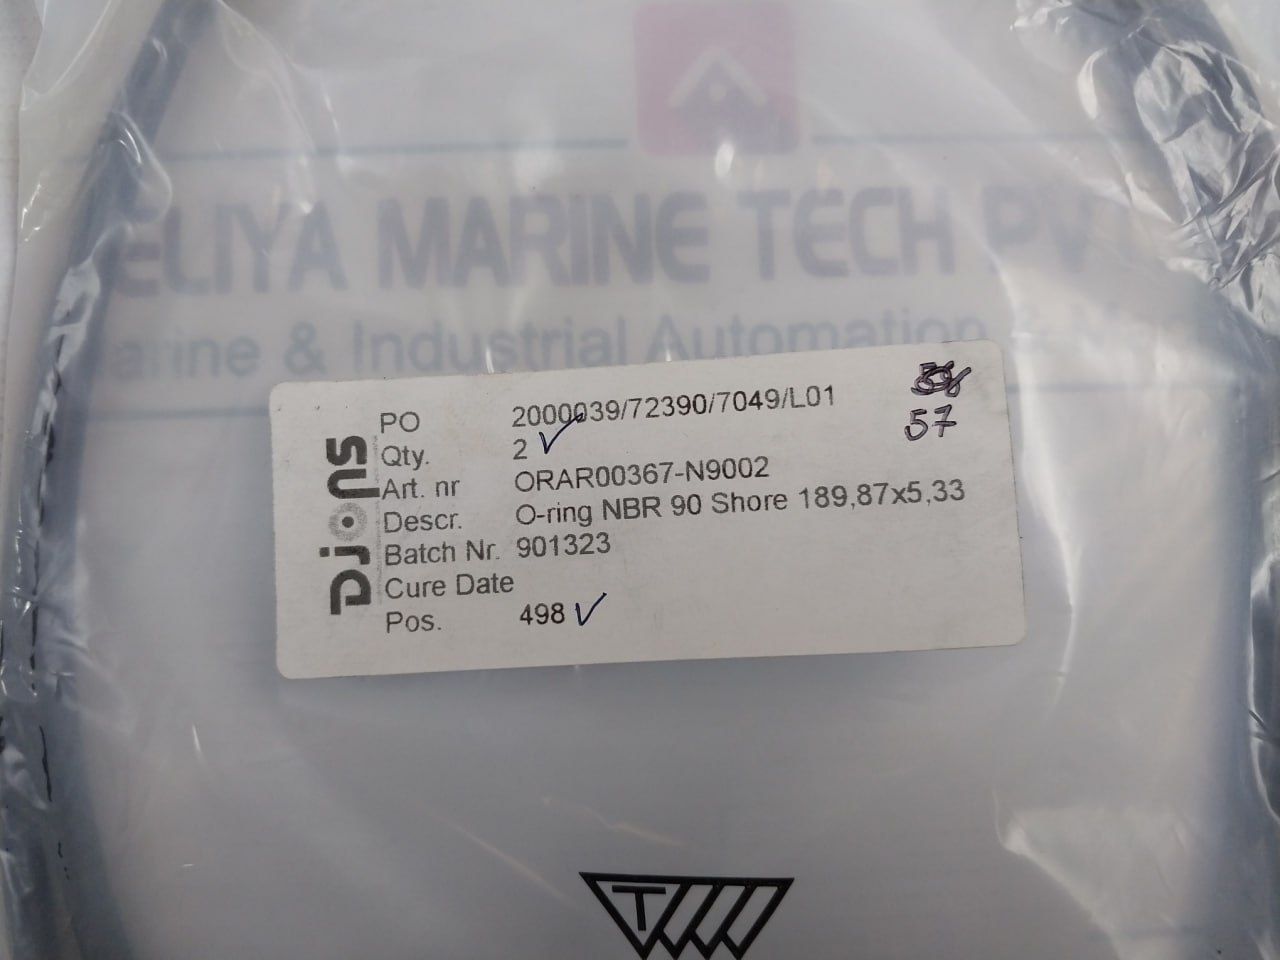 ELIYA MARINE TECH PV
arine & Industrial Automation &
PO 2000039/72390/7049/L01
57
Qty. 2
Art. nr ORAR00367-N9002
Descr. O-ring NBR 90 Shore 189,87x5,33
Batch Nr. 901323
Cure Date
Pos. 498
Djons
T